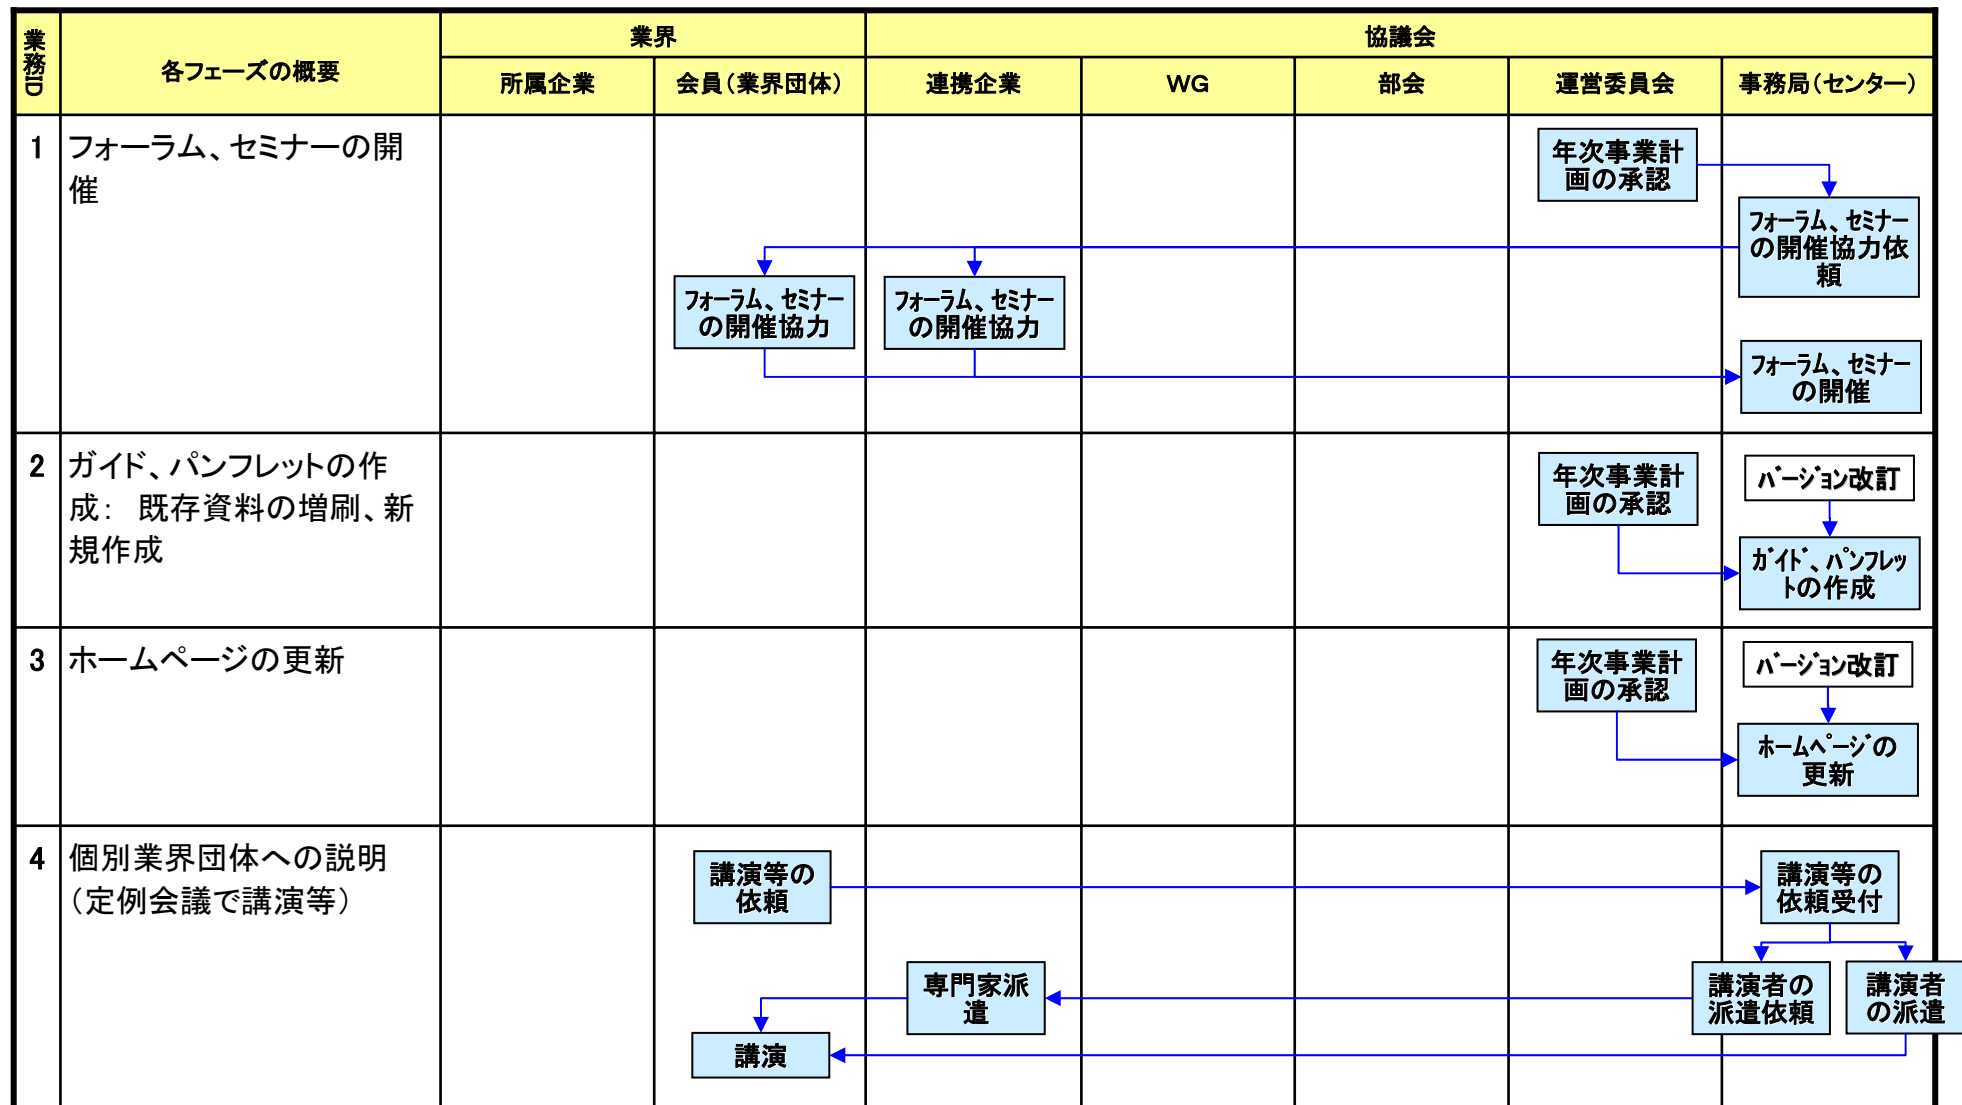 業務ID
各フェーズの概要
業界
協議会
所属企業
会員（業界団体）
連携企業
WG
部会
運営委員会
事務局（センター）
1
フォーラム、セミナーの開
催
年次事業計
画の承認
フォーラム、セミナー
の開催協力依
頼
フォーラム、セミナー
の開催協力
フォーラム、セミナー
の開催協力
フォーラム、セミナー
の開催
2
ガイド、パンフレットの作
成：　既存資料の増刷、新
規作成
年次事業計
画の承認
バージョン改訂
ガイド、パンフレッ
トの作成
3
ホームページの更新
年次事業計
画の承認
バージョン改訂
ホームページの
更新
4
個別業界団体への説明
（定例会議で講演等）
講演等の
依頼
講演等の
依頼受付
専門家派
遣
講演者の
派遣依頼
講演者
の派遣
講演